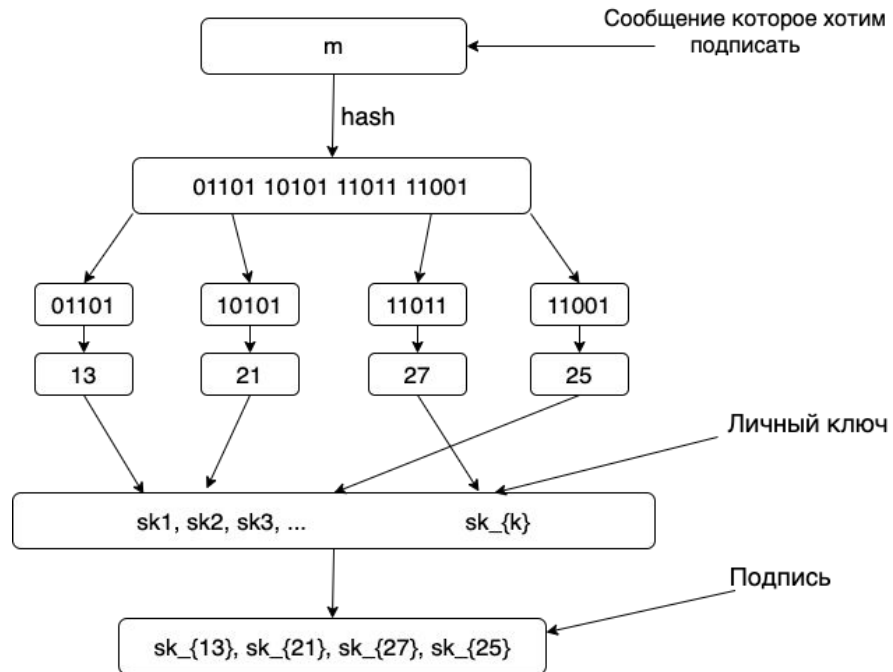 Сообщение которое хотим
подписать
m
hash
01101 10101 11011 11001
01101
10101
11011
11001
13
21
27
25
Личный ключ
sk1, sk2, sk3, ...
sk_{k}
Подпись
sk_{13}, sk_{21}, sk_{27}, sk_{25}